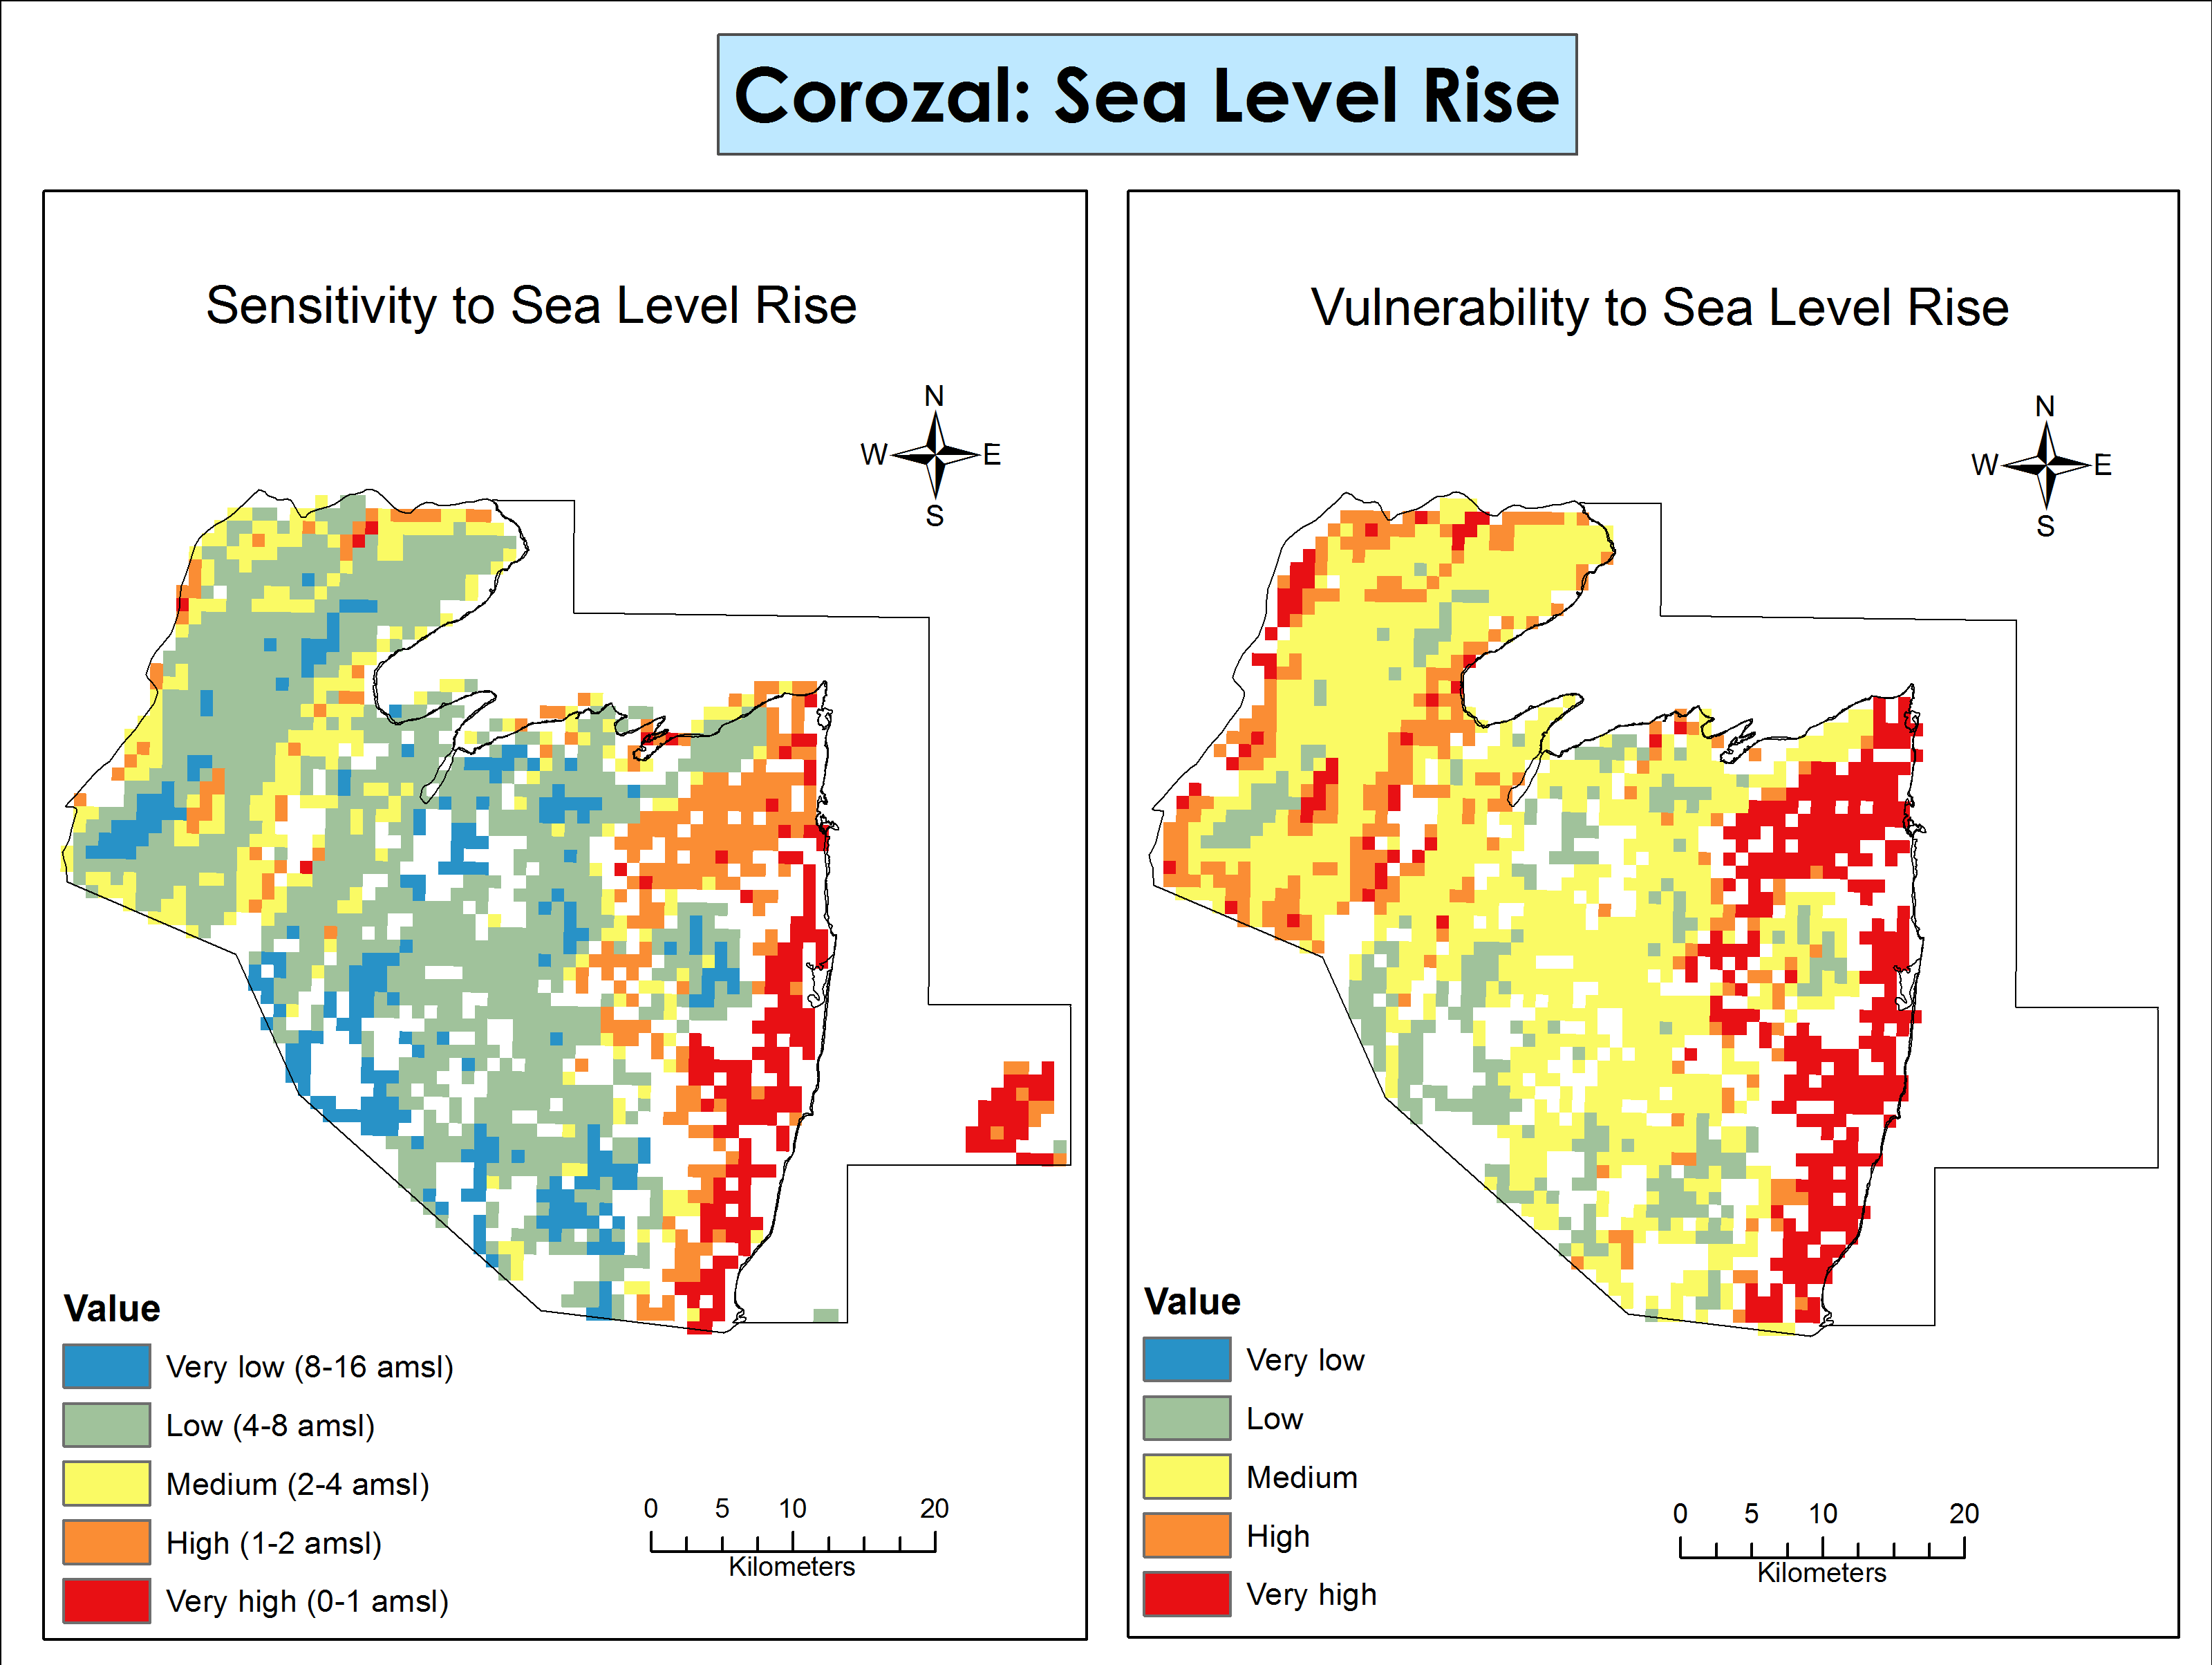 Corozal: Sea Level Rise
Sensitivity to Sea Level Rise
N
W E
S
Value
Very low (8-16 amsl)
Low (4-8 amsl)
Medium (2-4 amsl)
High (1-2 amsl)
Very high (0-1 amsl)
0 5 10 20
Kilometers
Vulnerability to Sea Level Rise
N
W E
S
Value
Very low
Low
Medium
High
Very high
0 5 10 20
Kilometers